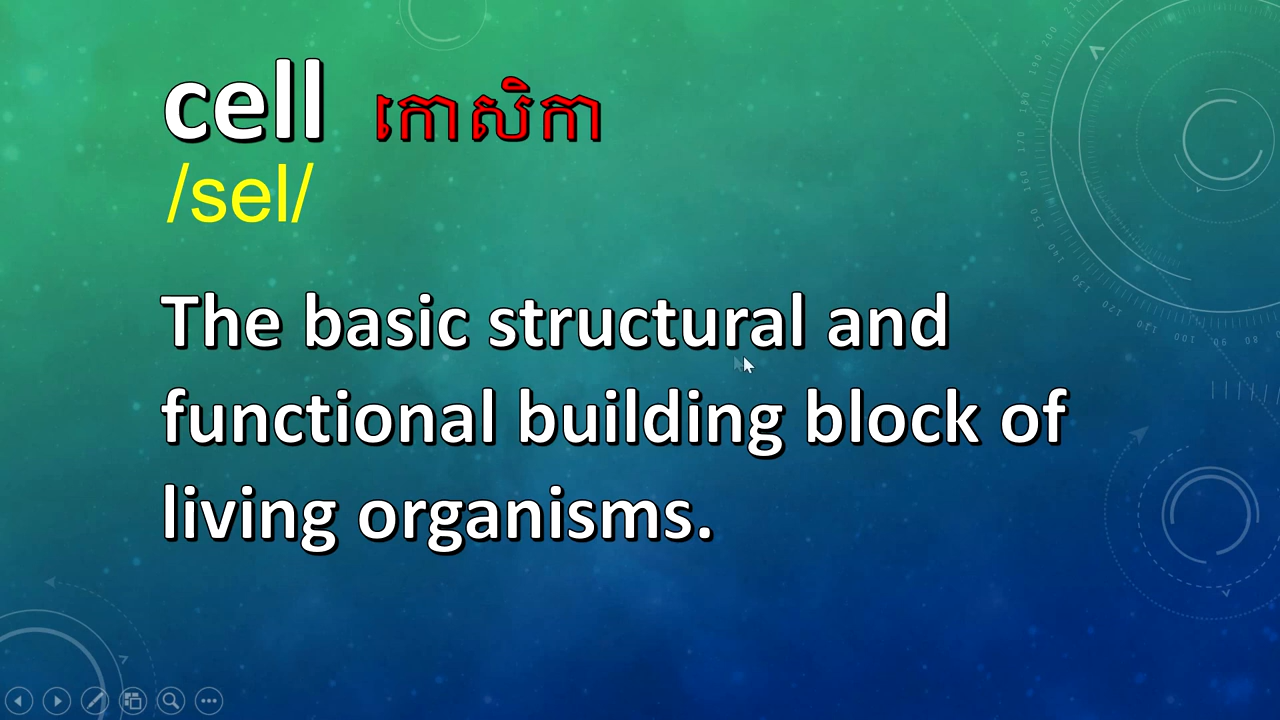 cell កោសិកា
/sel/
The basic structural and
functional building block of
living organisms.